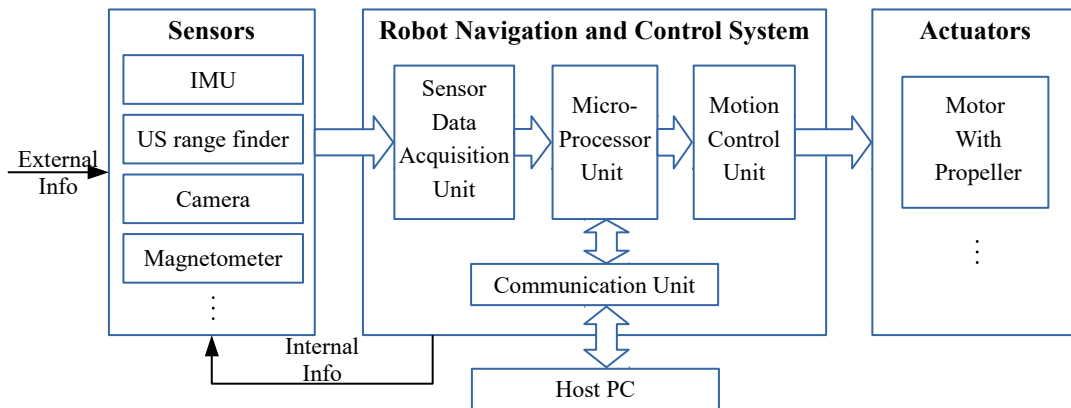 Sensors
IMU
US range finder
Camera
Magnetometer
⋮
External
Info
Robot Navigation and Control System
Sensor
Data
Acquisition
Unit
Micro-
Processor
Unit
Motion
Control
Unit
Communication Unit
Host PC
Internal
Info
Actuators
Motor
With
Propeller
⋮